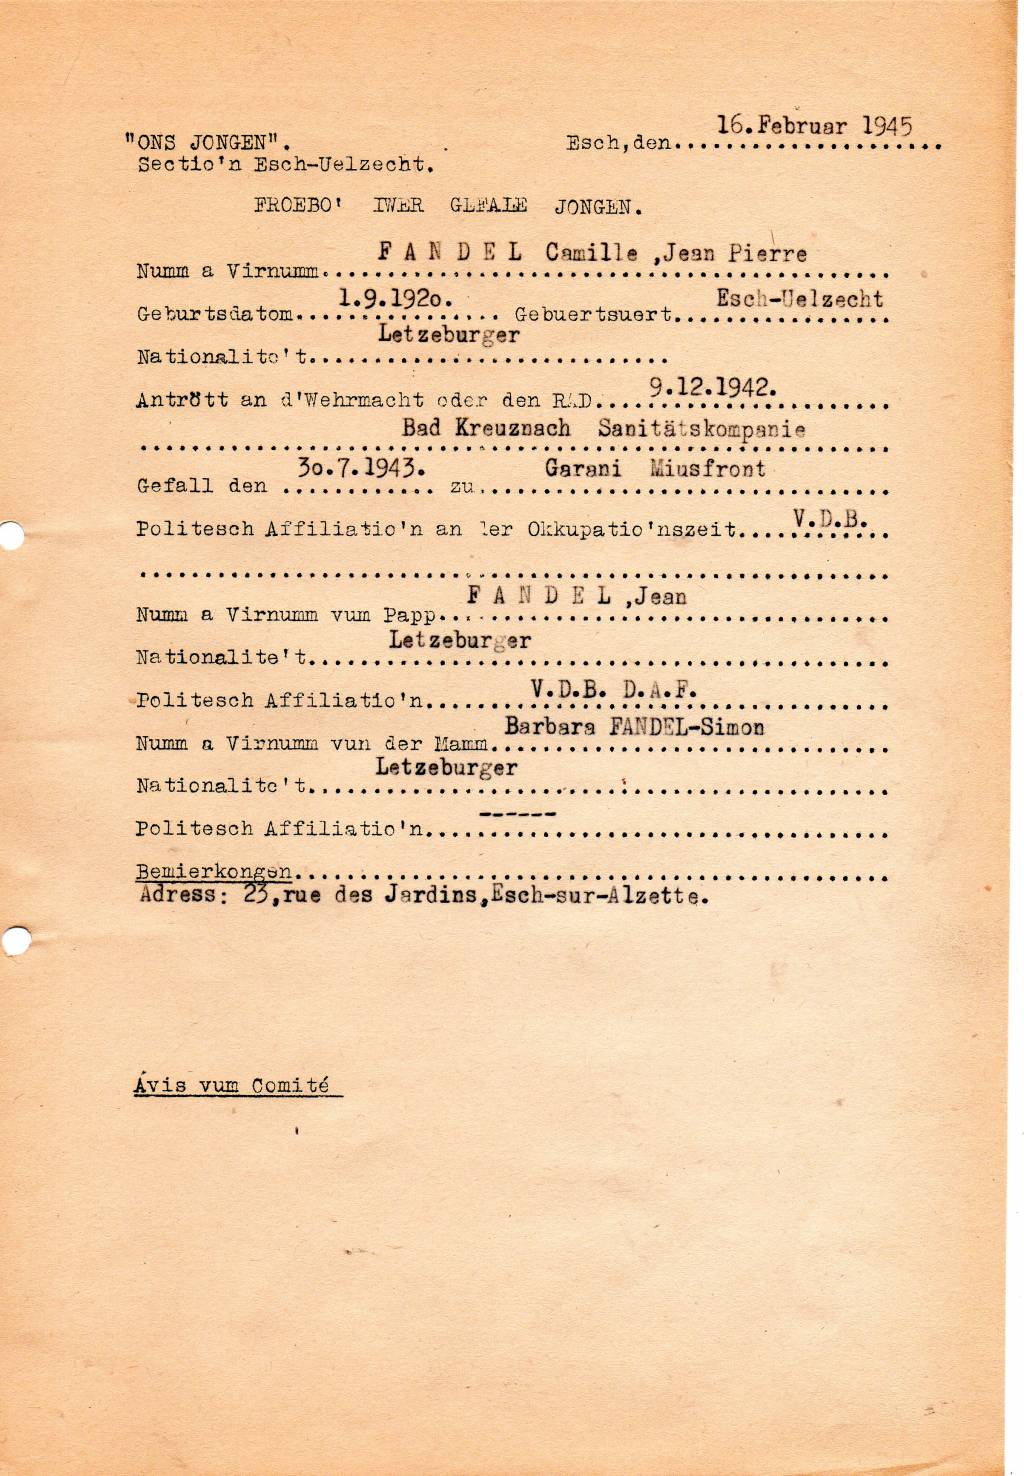 16.Februar 1945
"ONS JONGEN". Esch,den......................
Sectio'n Esch-Uelzecht.
FROEBO' IWER GEFALE JONGEN.
F A N D E L Camille ,Jean Pierre
Numm a Virnumm............................................
1.9.192o. Esch-Uelzecht
Geburtsdatom................ Gebuertsuert.................
Letzeburger
Nationalite't............................
9.12.1942.
Antrött an d'Wehrmacht oder den RAD.......................
Bad Kreuznach Sanitätskompanie
..........................................................
3o.7.1943. Garani Miusfront
Gefall den ............ zu................................
V.D.B.
Politesch Affiliatio'n an der Okkupatio'nszeit............
..........................................................
F A N D E L ,Jean
Numm a Virnumm vum Papp...................................
Letzeburger
Nationalite't.............................................
V.D.B. D.A.F.
Politesch Affiliatio'n....................................
Barbara FANDEL-Simon
Numm a Virnumm vun der Mamm...............................
Letzeburger
Nationalite't.............................................
------
Politesch Affiliatio'n....................................
Bemierkongen..............................................
Adress: 23,rue des Jardins,Esch-sur-Alzette.
Avis vum Comité